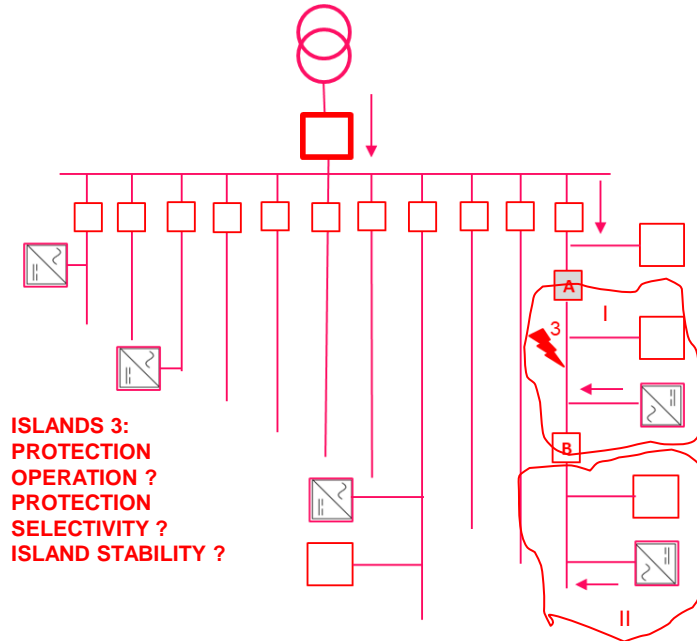 A
I
3
B
ISLANDS 3:
PROTECTION
OPERATION ?
PROTECTION
SELECTIVITY ?
ISLAND STABILITY ?
II